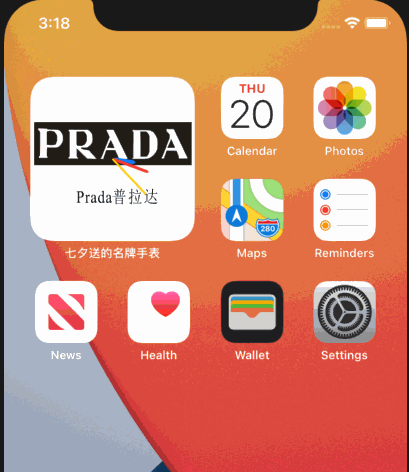 3:18
PRADA
Prada普拉达
七夕送的名牌手表
THU
20
Calendar
Photos
280
Maps
Reminders
News
Health
Wallet
Settings